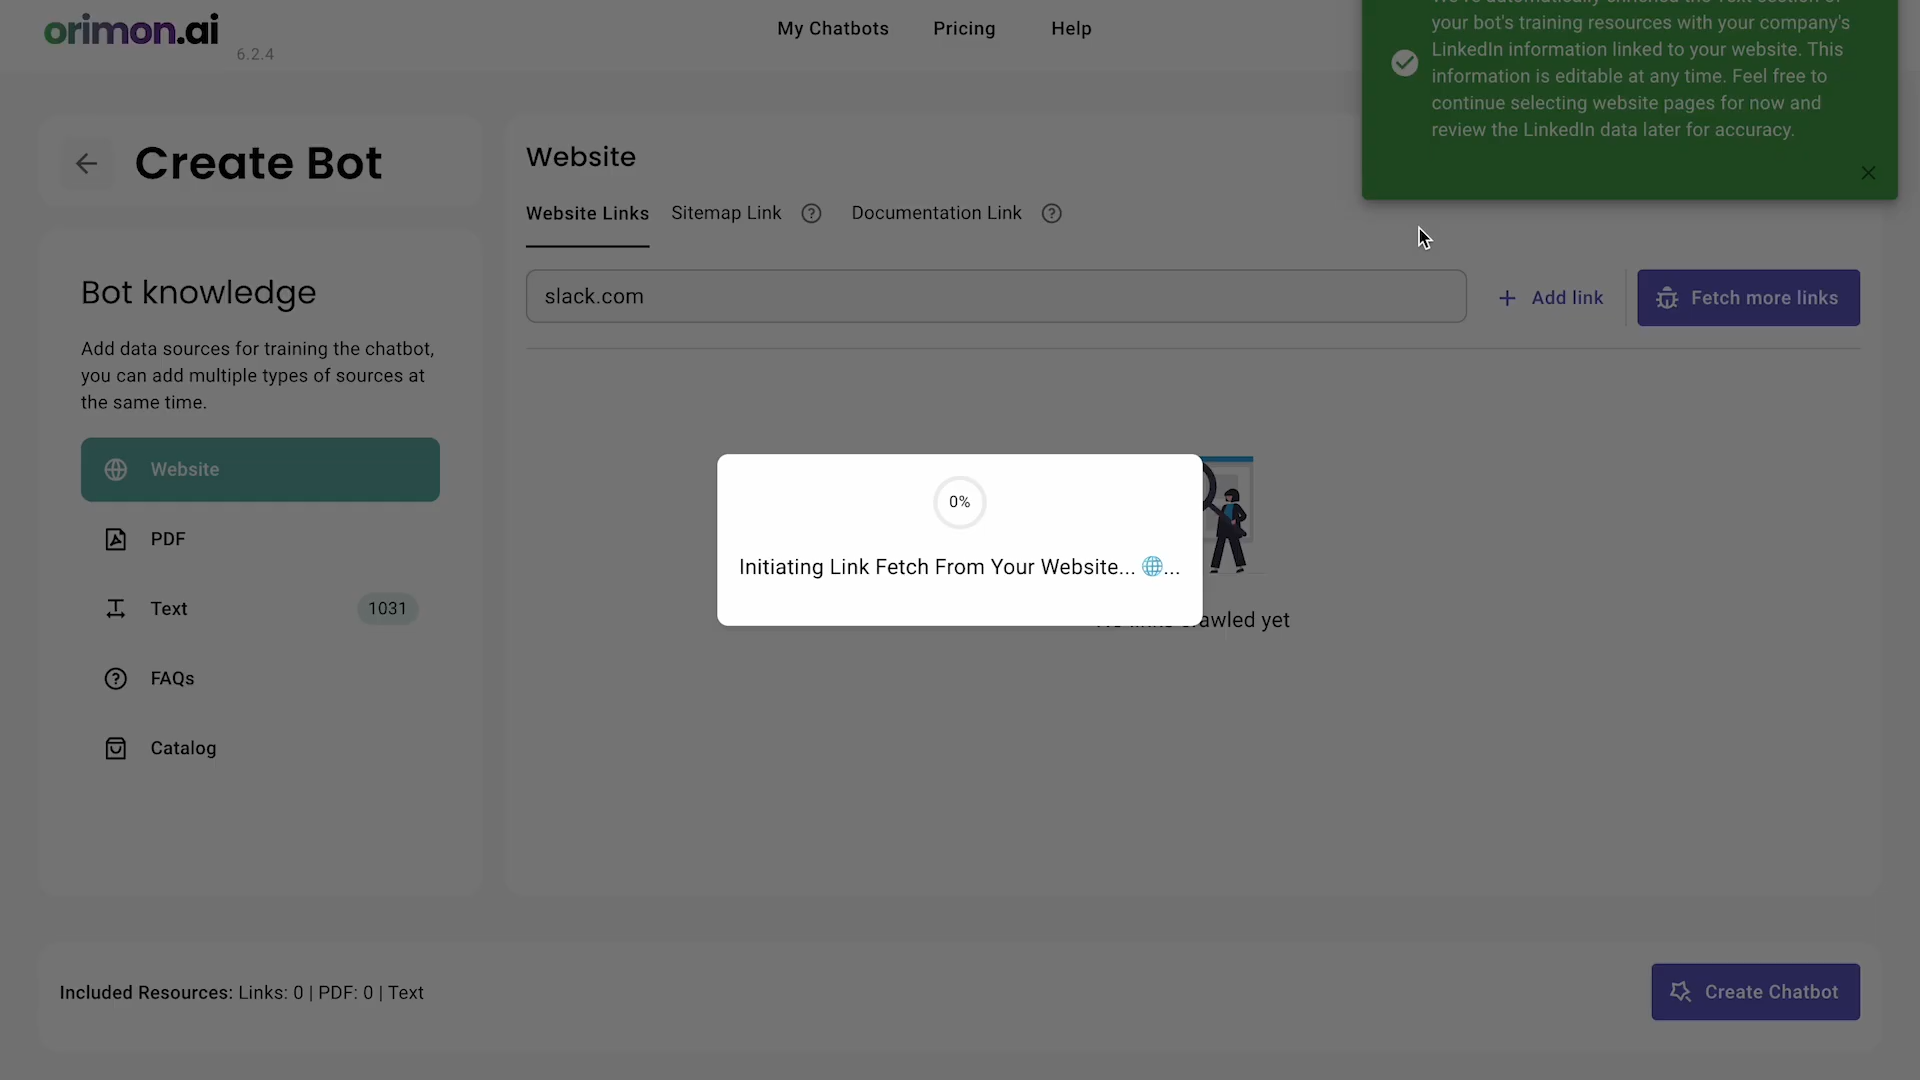 orimon.ai
6.2.4
My Chatbots
Pricing
Help
your bot's training resources with your company's
LinkedIn information linked to your website. This
information is editable at any time. Feel free to
continue selecting website pages for now and
review the LinkedIn data later for accuracy.
Create Bot
Bot knowledge
Add data sources for training the chatbot,
you can add multiple types of sources at
the same time.
Website
PDF
Text
1031
FAQs
Catalog
Website
Website Links
Sitemap Link
Documentation Link
slack.com
+ Add link
Fetch more links
0%
Initiating Link Fetch From Your Website... 🌐...
yet
Included Resources: Links: 0 | PDF: 0 | Text
Create Chatbot